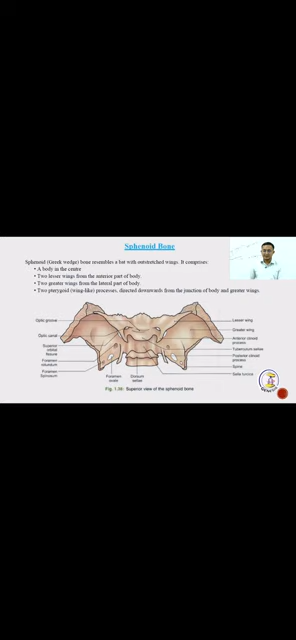 Sphenoid Bone
Sphenoid (Greek wedge) bone resembles a bat with outstretched wings. It comprises:
• A body in the centre
• Two lesser wings from the anterior part of body.
• Two greater wings from the lateral part of body.
• Two pterygoid (wing-like) processes, directed downwards from the junction of body and greater wings.
Optic groove
Optic canal
Superior
orbital
fissure
Foramen
rotundum
Foramen
spinosum
Foramen
ovale
Dorsum
sellae
Lesser wing
Greater wing
Anterior clinoid
process
Tuberculum sellae
Posterior clinoid
process
Spine
Sella turcica
Fig. 1-38: Superior view of the sphenoid bone